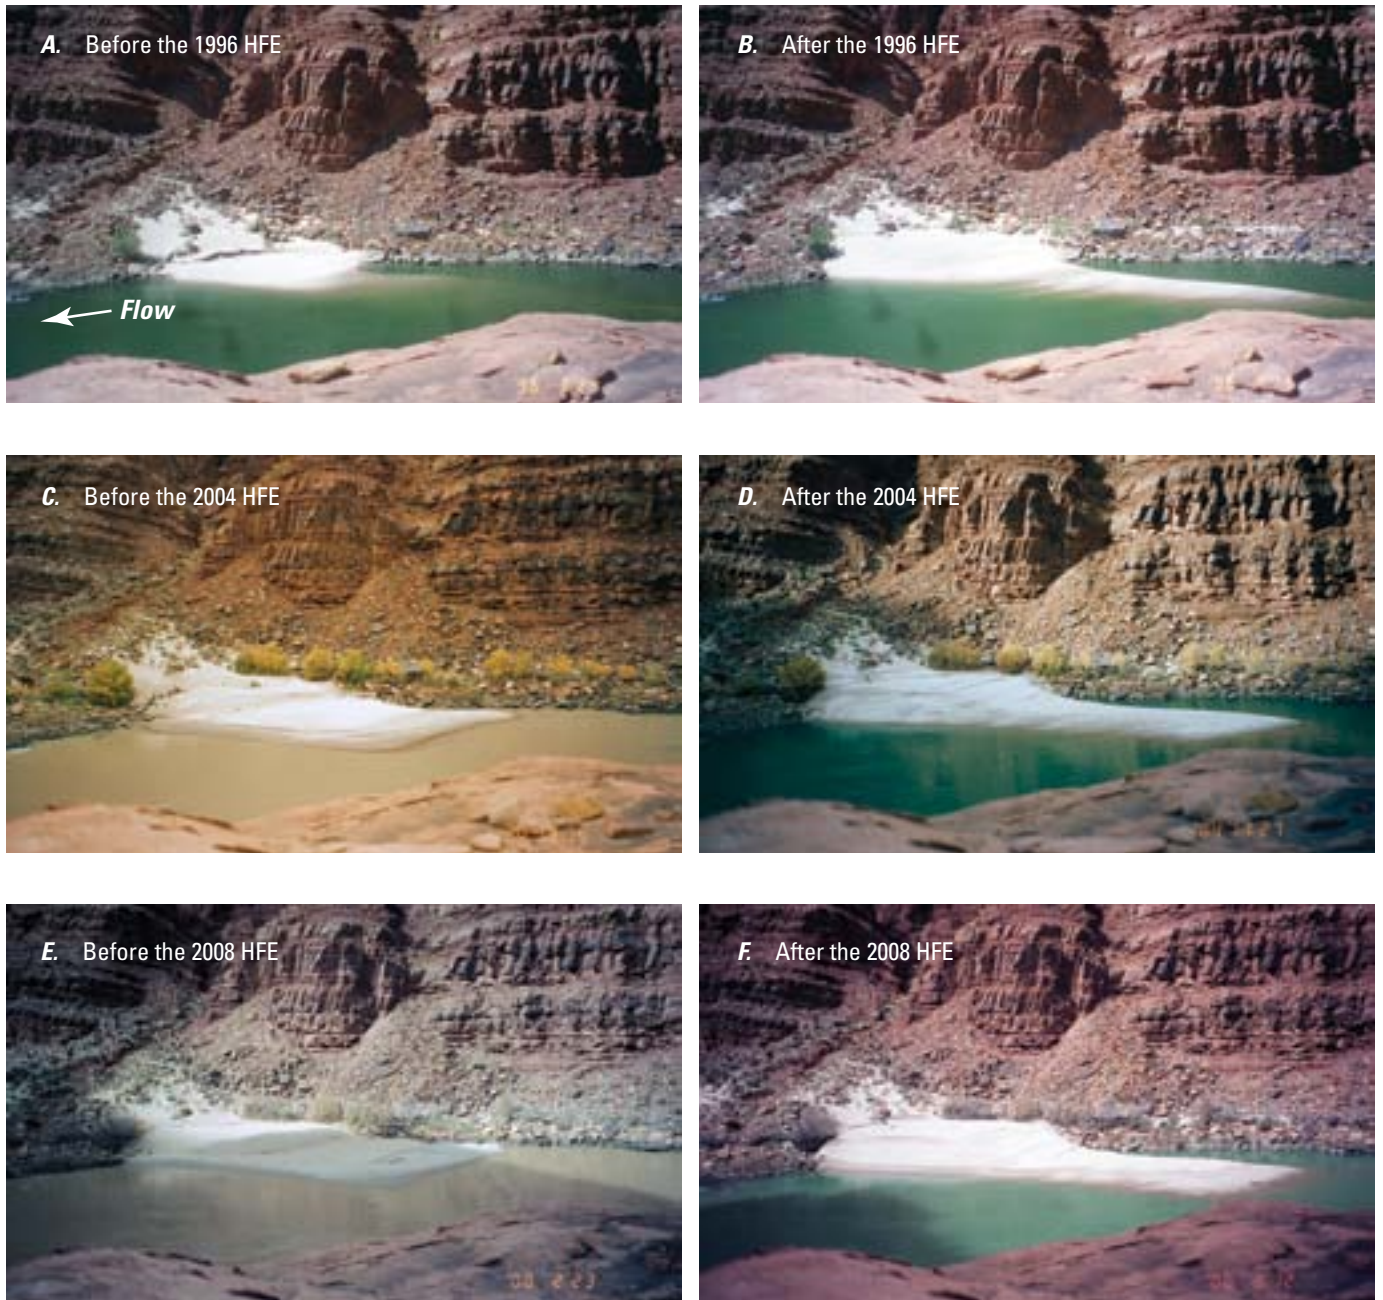 A. Before the 1996 HFE
B. After the 1996 HFE
Flow
C. Before the 2004 HFE
D. After the 2004 HFE
E. Before the 2008 HFE
F. After the 2008 HFE